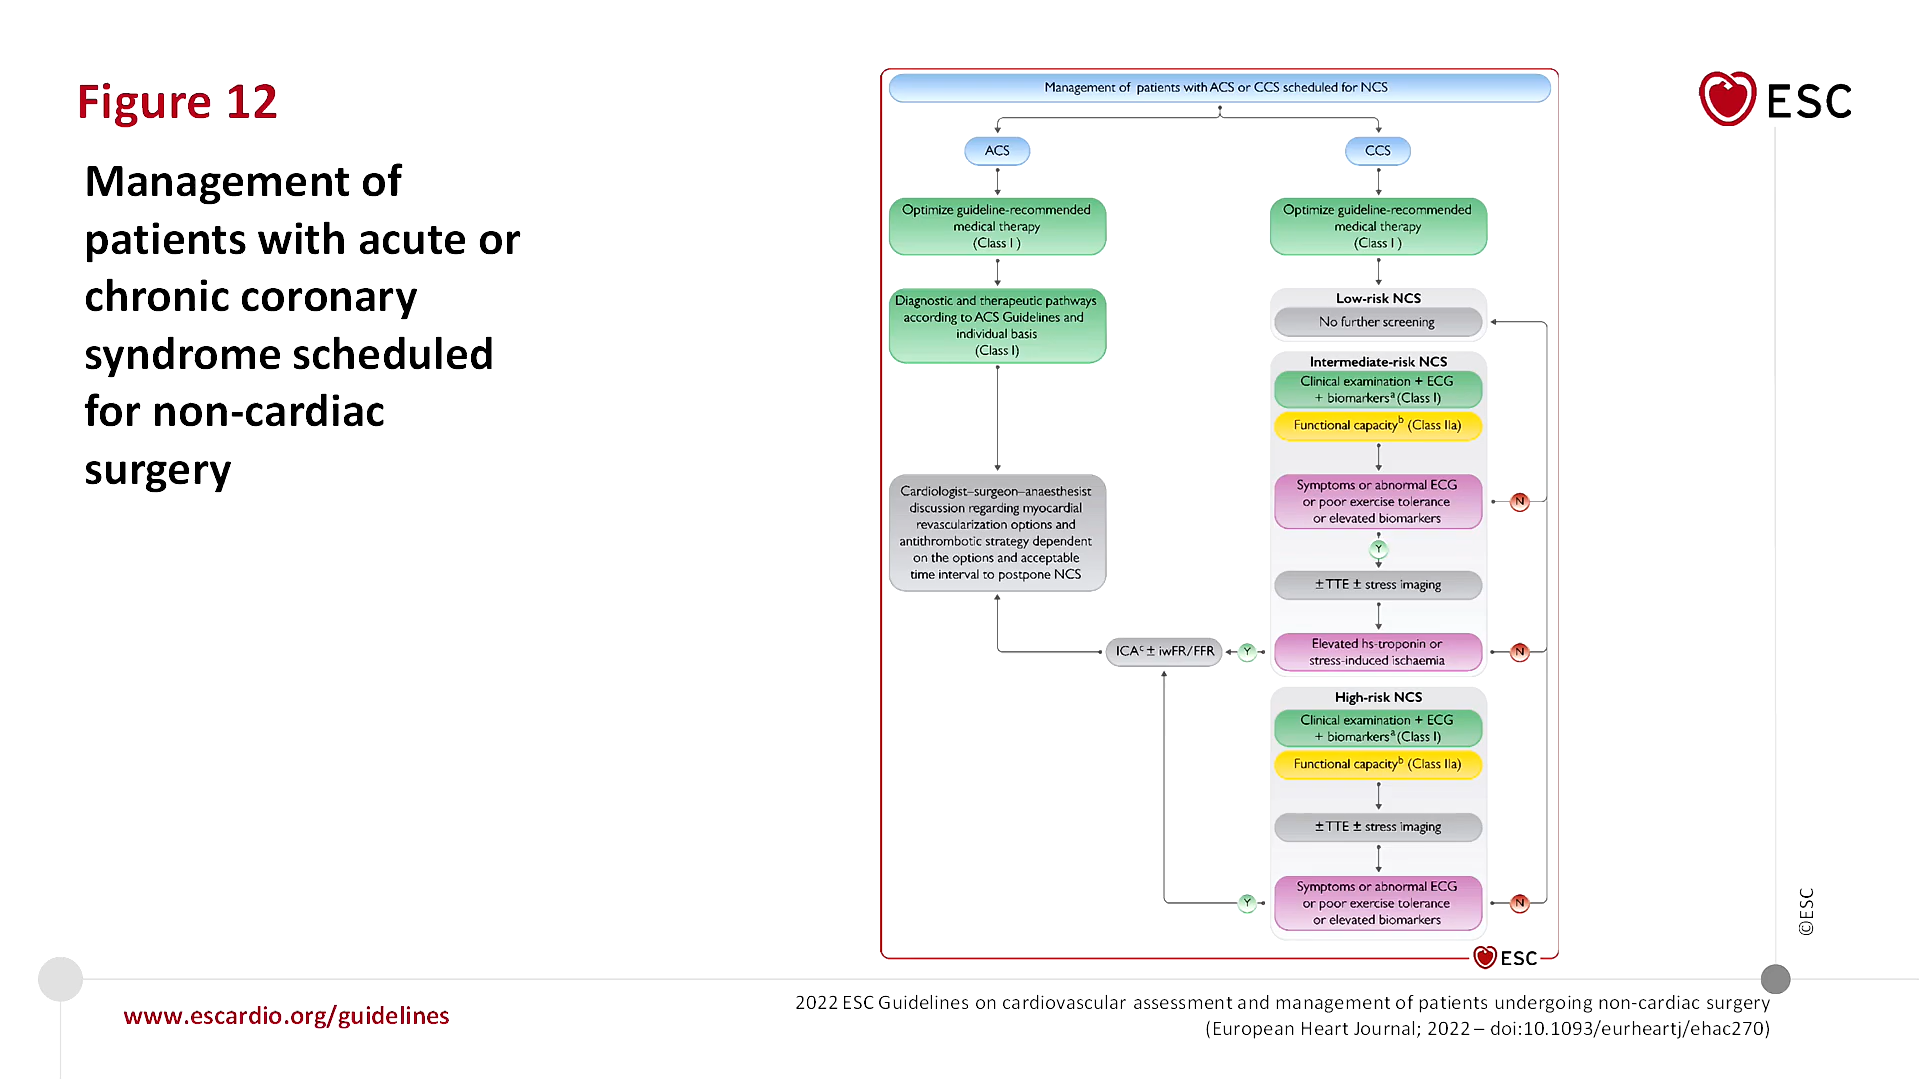 Figure 12
Management of
patients with acute or
chronic coronary
syndrome scheduled
for non-cardiac
surgery
ESC
Management of patients with ACS or CCS scheduled for NCS
ACS
CCS
Optimize guideline-recommended
medical therapy
(Class I )
Optimize guideline-recommended
medical therapy
(Class I )
Diagnostic and therapeutic pathways
according to ACS Guidelines and
individual basis
(Class I)
Low-risk NCS
No further screening
Intermediate-risk NCS
Clinical examination + ECG
+ biomarkersª (Class I)
Functional capacityᵇ (Class IIa)
Cardiologist–surgeon–anaesthesist
discussion regarding myocardial
revascularization options and
antithrombotic strategy dependent
on the options and acceptable
time interval to postpone NCS
Symptoms or abnormal ECG
or poor exercise tolerance
or elevated biomarkers
N
Y
± TTE ± stress imaging
ICAᶜ ± iwFR/FFR
Y
Elevated hs-troponin or
stress-induced ischaemia
N
High-risk NCS
Clinical examination + ECG
+ biomarkersª (Class I)
Functional capacityᵇ (Class IIa)
± TTE ± stress imaging
Y
Symptoms or abnormal ECG
or poor exercise tolerance
or elevated biomarkers
N
ESC
©ESC
www.escardio.org/guidelines
2022 ESC Guidelines on cardiovascular assessment and management of patients undergoing non-cardiac surgery
(European Heart Journal; 2022 – doi:10.1093/eurheartj/ehac270)